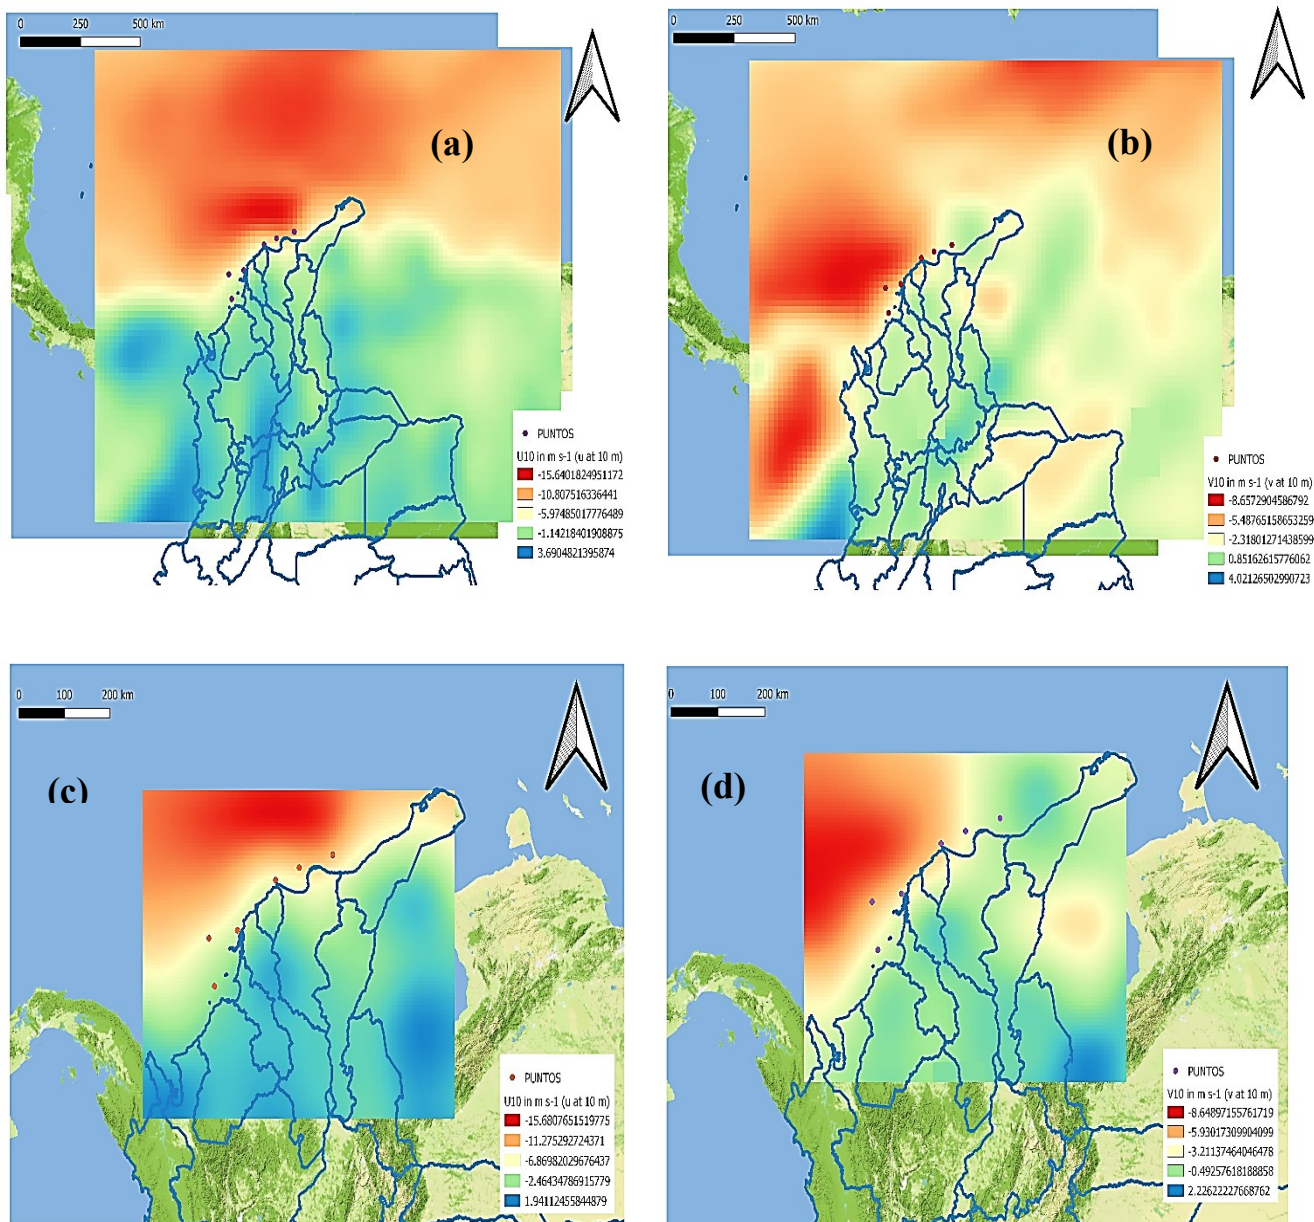 0 250 500 km
(a)
PUNTOS
U10 in m s-1 (u at 10 m)
-15.6401824951172
-10.807516336441
-5.97485017776489
-1.14218401908875
3.6904821395874
0 250 500 km
(b)
PUNTOS
V10 in m s-1 (v at 10 m)
-8.6572904586792
-5.48765158653259
-2.31801271438599
0.85162615776062
4.02126502990723
0 100 200 km
(c)
PUNTOS
U10 in m s-1 (u at 10 m)
-15.6807651519775
-11.275292724371
-6.86982029676437
-2.46434786915779
1.94112455844879
0 100 200 km
(d)
PUNTOS
V10 in m s-1 (v at 10 m)
-8.64897155761719
-5.93017309904099
-3.21137464046478
-0.49257618188858
2.22622227668762